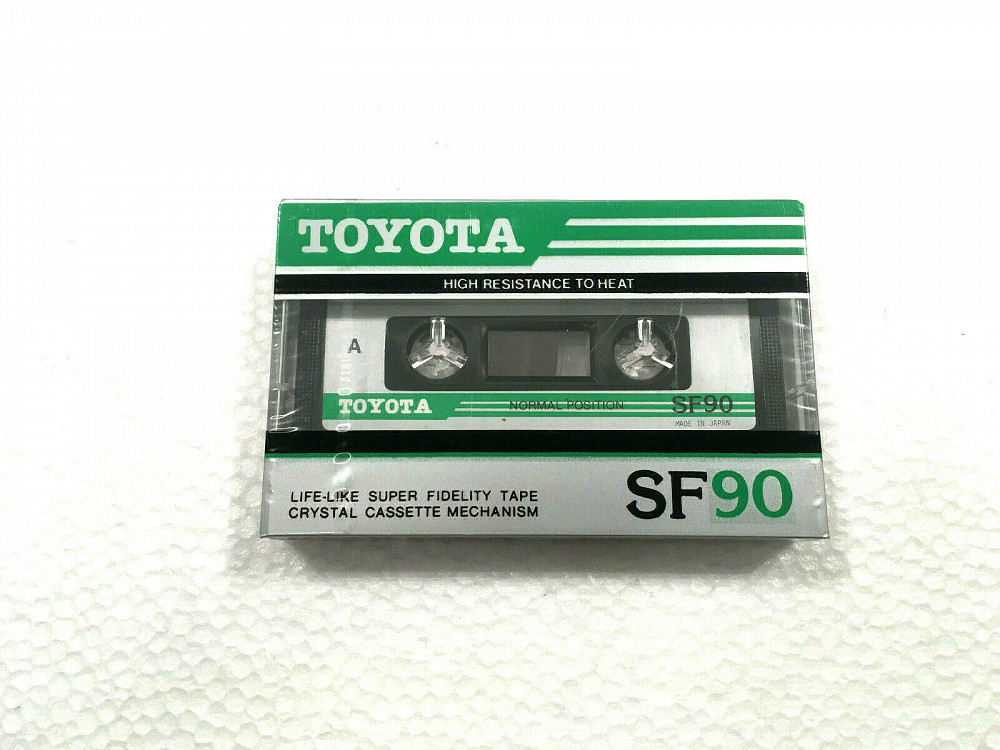 TOYOTA
HIGH RESISTANCE TO HEAT
A
TOYOTA NORMAL POSITION SF90
MADE IN JAPAN
LIFE-LIKE SUPER FIDELITY TAPE
CRYSTAL CASSETTE MECHANISM
SF90